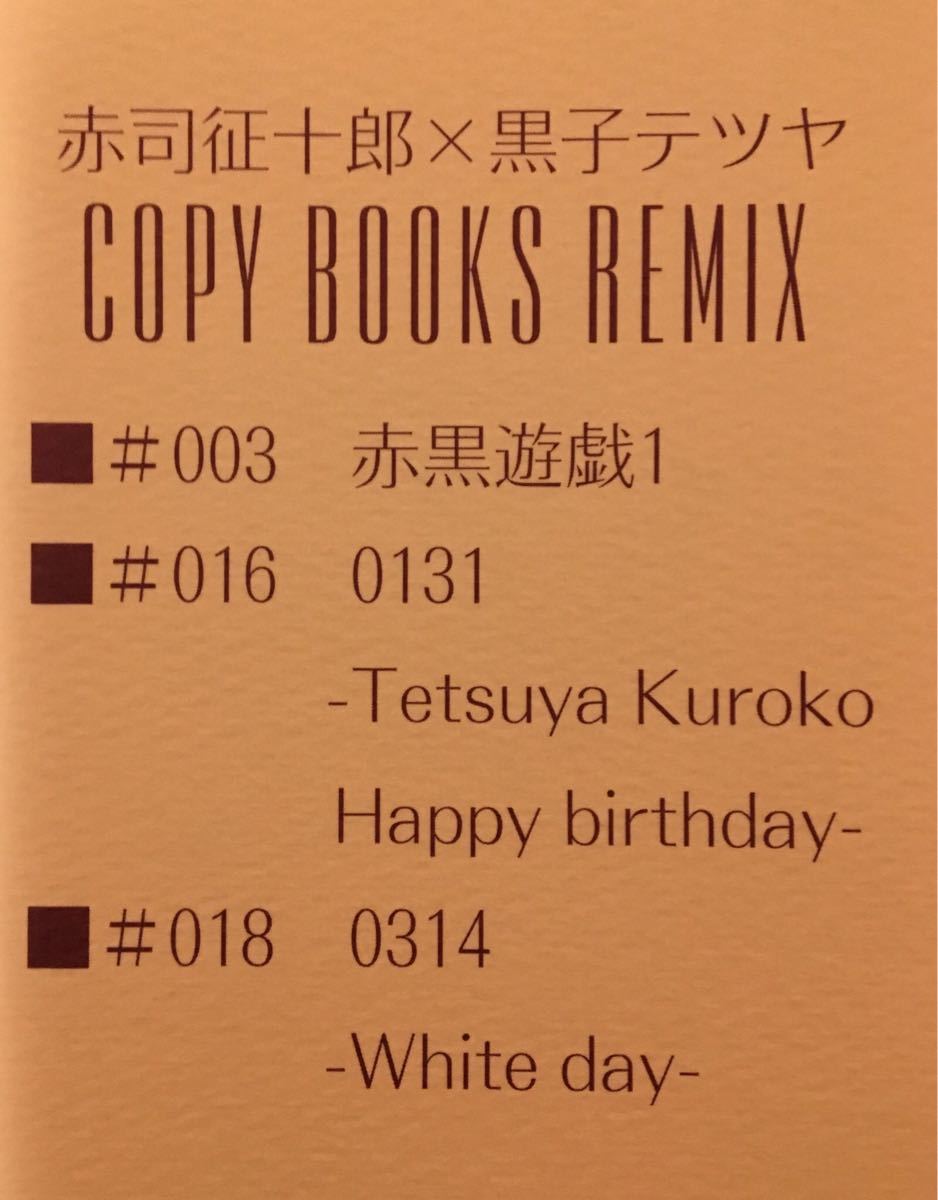 赤司征十郎×黒子テツヤ
COPY BOOKS REMIX
■#003 赤黒遊戯1
■#016 0131
-Tetsuya Kuroko
Happy birthday-
■#018 0314
-White day-